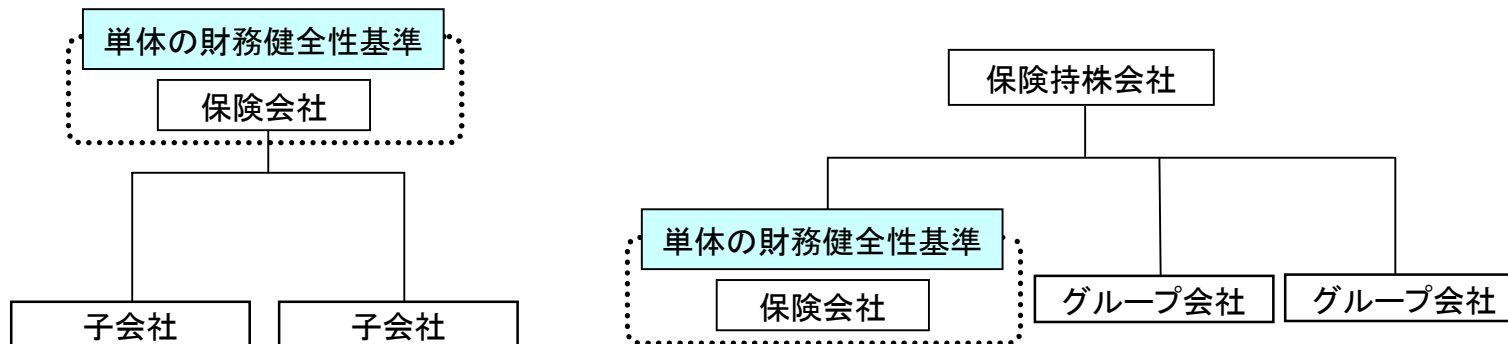 単体の財務健全性基準
保険会社
子会社
子会社
保険持株会社
単体の財務健全性基準
保険会社
グループ会社
グループ会社